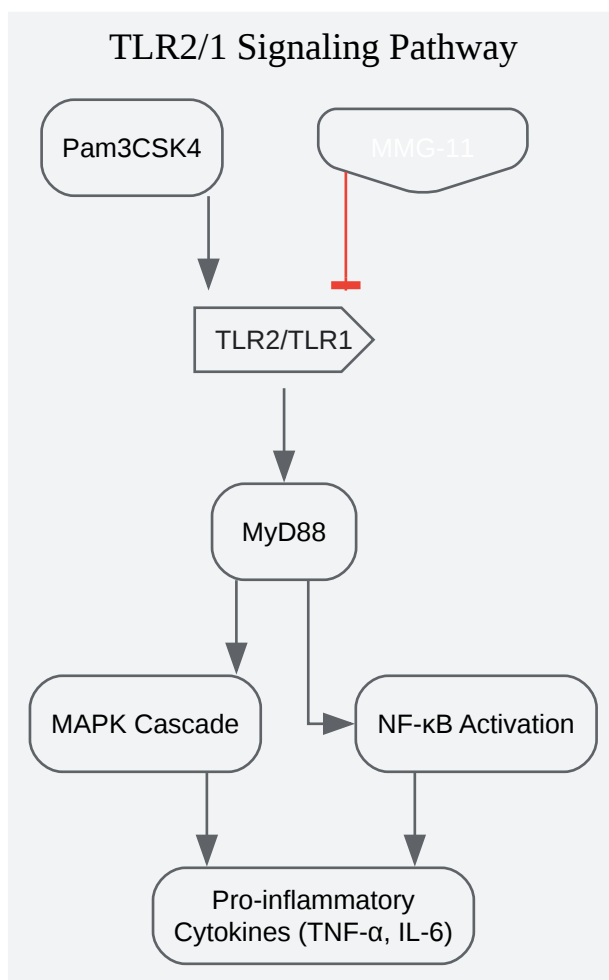 TLR2/1 Signaling Pathway
Pam3CSK4
MMG-11
TLR2/TLR1
MyD88
MAPK Cascade
NF-κB Activation
Pro-inflammatory
Cytokines (TNF-α, IL-6)